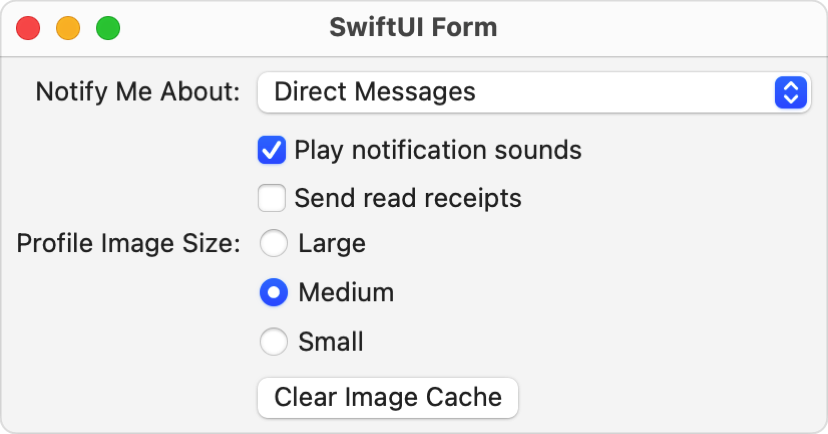 SwiftUI Form
Notify Me About: Direct Messages
Play notification sounds
Send read receipts
Profile Image Size: Large
Medium
Small
Clear Image Cache